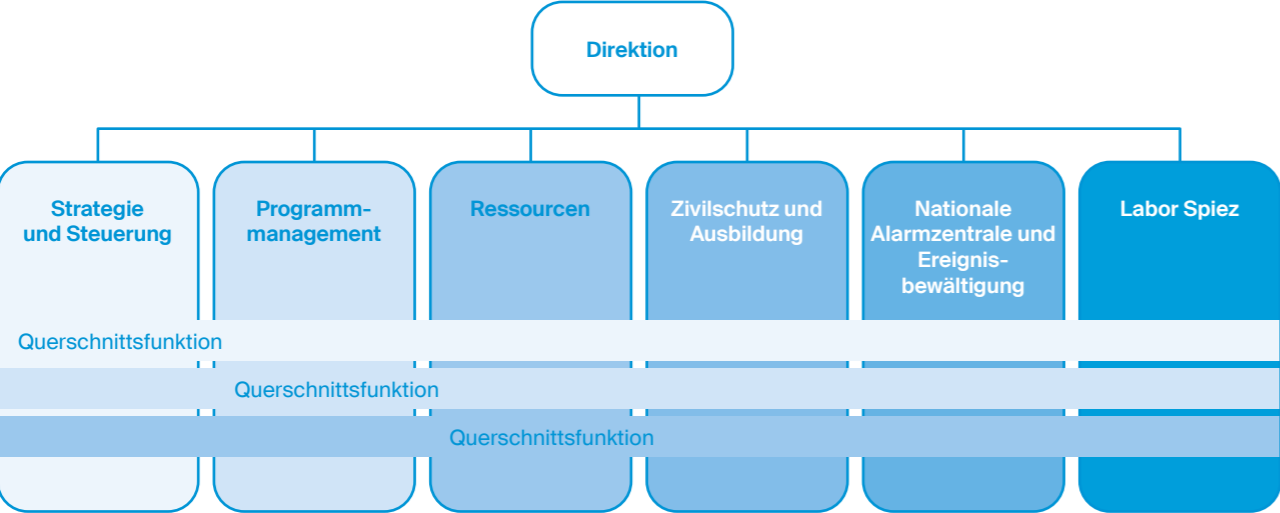 Direktion
Strategie
und Steuerung
Programm-
management
Ressourcen
Zivilschutz und
Ausbildung
Nationale
Alarmzentrale und
Ereignis-
bewältigung
Labor Spiez
Querschnittsfunktion
Querschnittsfunktion
Querschnittsfunktion